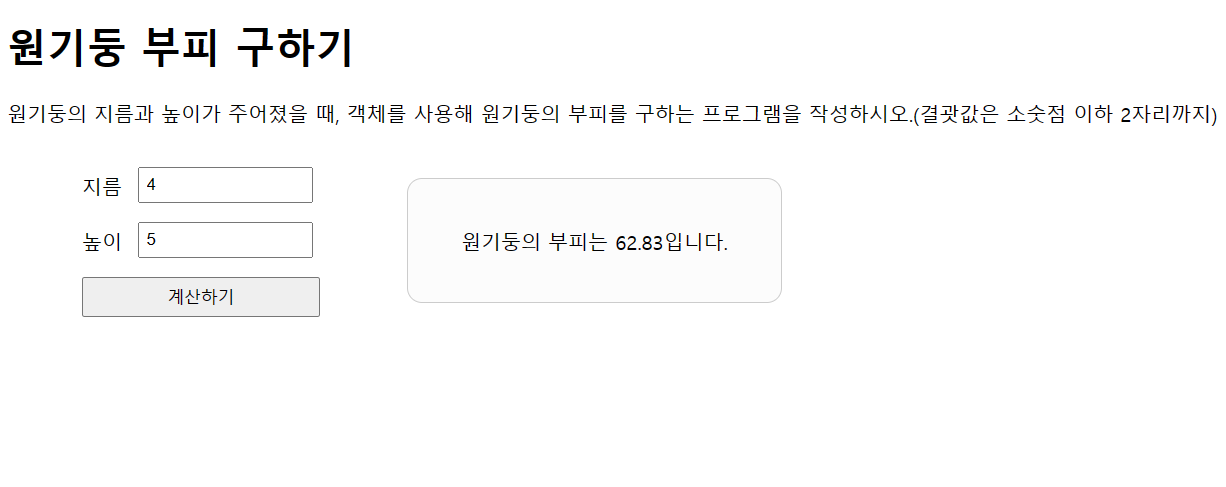 원기둥 부피 구하기
원기둥의 지름과 높이가 주어졌을 때, 객체를 사용해 원기둥의 부피를 구하는 프로그램을 작성하시오.(결괏값은 소숫점 이하 2자리까지)
지름 4
높이 5
계산하기
원기둥의 부피는 62.83입니다.